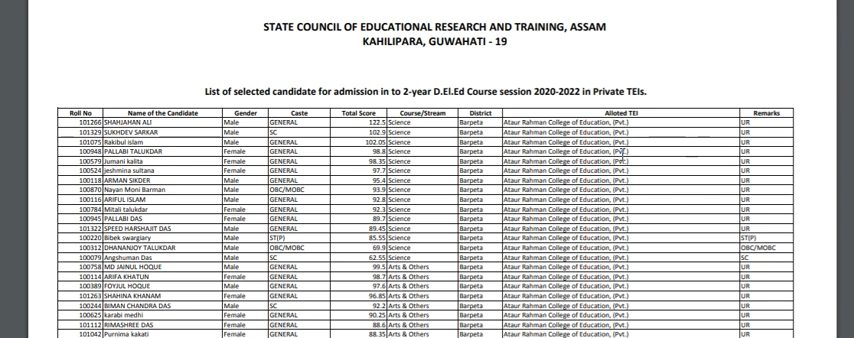 STATE COUNCIL OF EDUCATIONAL RESEARCH AND TRAINING, ASSAM
KAHILIPARA, GUWAHATI - 19
List of selected candidate for admission in to 2-year D.El.Ed Course session 2020-2022 in Private TEIs.
Roll No Name of the Candidate Gender Caste Total Score Course/Stream District Alloted TEI Remarks
101266 SHAHJAHAN ALI Male GENERAL 122.5 Science Barpeta Ataur Rahman College of Education, (Pvt.) UR
101329 SUKHDEV SARKAR Male SC 102.9 Science Barpeta Ataur Rahman College of Education, (Pvt.) UR
101075 Rakibul islam Male GENERAL 102.05 Science Barpeta Ataur Rahman College of Education, (Pvt.) UR
100948 PALLABI TALUKDAR Female GENERAL 98.8 Science Barpeta Ataur Rahman College of Education, (Pvt.) UR
100579 Jumani kalita Female GENERAL 98.35 Science Barpeta Ataur Rahman College of Education, (Pvt.) UR
100524 jeshmina sultana Female GENERAL 97.7 Science Barpeta Ataur Rahman College of Education, (Pvt.) UR
100118 ARMAN SIKDER Male GENERAL 95.4 Science Barpeta Ataur Rahman College of Education, (Pvt.) UR
100870 Nayan Moni Barman Male OBC/MOBC 93.9 Science Barpeta Ataur Rahman College of Education, (Pvt.) UR
100116 ARIFUL ISLAM Male GENERAL 92.8 Science Barpeta Ataur Rahman College of Education, (Pvt.) UR
100784 Mitali talukdar Female GENERAL 92.3 Science Barpeta Ataur Rahman College of Education, (Pvt.) UR
100945 PALLABI DAS Female GENERAL 89.7 Science Barpeta Ataur Rahman College of Education, (Pvt.) UR
101322 SPEED HARSHAJIT DAS Male GENERAL 89.45 Science Barpeta Ataur Rahman College of Education, (Pvt.) UR
100220 Bibek swargiary Male ST(P) 85.55 Science Barpeta Ataur Rahman College of Education, (Pvt.) ST(P)
100312 DHANANJOY TALUKDAR Male OBC/MOBC 69.9 Science Barpeta Ataur Rahman College of Education, (Pvt.) OBC/MOBC
100079 Angshuman Das Male SC 62.55 Science Barpeta Ataur Rahman College of Education, (Pvt.) SC
100758 MD JAINUL HOQUE Male GENERAL 99.5 Arts & Others Barpeta Ataur Rahman College of Education, (Pvt.) UR
100114 ARIFA KHATUN Female GENERAL 98.7 Arts & Others Barpeta Ataur Rahman College of Education, (Pvt.) UR
100389 FOYJUL HOQUE Male GENERAL 97.6 Arts & Others Barpeta Ataur Rahman College of Education, (Pvt.) UR
101263 SHAHINA KHANAM Female GENERAL 96.85 Arts & Others Barpeta Ataur Rahman College of Education, (Pvt.) UR
100244 BIMAN CHANDRA DAS Male SC 92.2 Arts & Others Barpeta Ataur Rahman College of Education, (Pvt.) UR
100625 karabi medhi Female GENERAL 90.25 Arts & Others Barpeta Ataur Rahman College of Education, (Pvt.) UR
101112 RIMASHREE DAS Female GENERAL 88.6 Arts & Others Barpeta Ataur Rahman College of Education, (Pvt.) UR
101042 Purnima kakati Female GENERAL 88.35 Arts & Others Barpeta Ataur Rahman College of Education, (Pvt.) UR